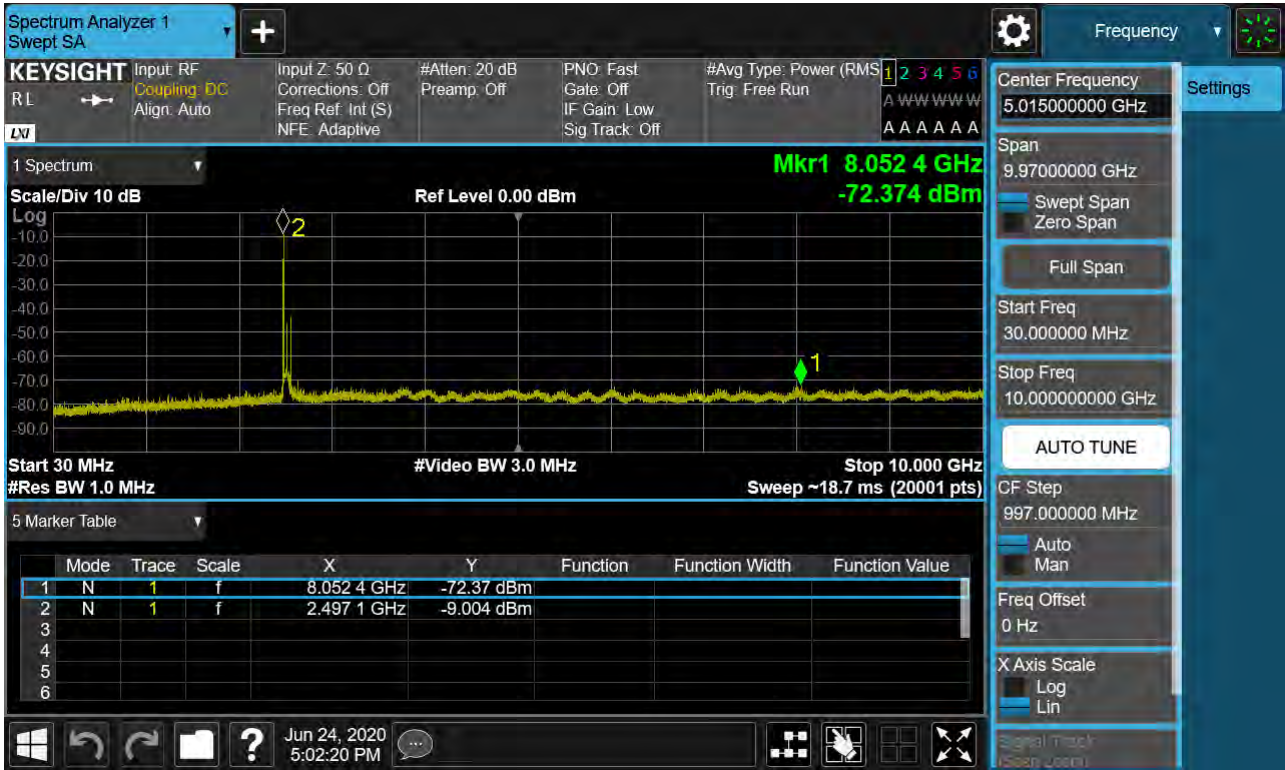 Spectrum Analyzer 1
Swept SA
+
Frequency
KEYSIGHT
RL
LXI
Input: RF
Coupling: DC
Align: Auto
Input Z: 50 Ω
Corrections: Off
Freq Ref: Int (S)
NFE: Adaptive
#Atten: 20 dB
Preamp: Off
PNO: Fast
Gate: Off
IF Gain: Low
Sig Track: Off
#Avg Type: Power (RMS
Trig: Free Run
1 2 3 4 5 6
A W W W W W
A A A A A A
1 Spectrum
Mkr1 8.052 4 GHz
Scale/Div 10 dB
Ref Level 0.00 dBm
-72.374 dBm
Log
2
-10.0
-20.0
-30.0
-40.0
-50.0
-60.0
1
-70.0
-80.0
-90.0
Start 30 MHz
#Video BW 3.0 MHz
Stop 10.000 GHz
#Res BW 1.0 MHz
Sweep ~18.7 ms (20001 pts)
5 Marker Table
Mode Trace Scale X Y Function Function Width Function Value
1 N 1 f 8.052 4 GHz -72.37 dBm
2 N 1 f 2.497 1 GHz -9.004 dBm
3
4
5
6
?
Jun 24, 2020
5:02:20 PM
Center Frequency
5.015000000 GHz
Settings
Span
9.97000000 GHz
Swept Span
Zero Span
Full Span
Start Freq
30.000000 MHz
Stop Freq
10.000000000 GHz
AUTO TUNE
CF Step
997.000000 MHz
Auto
Man
Freq Offset
0 Hz
X Axis Scale
Log
Lin
Signal Track
(Span Zoom)